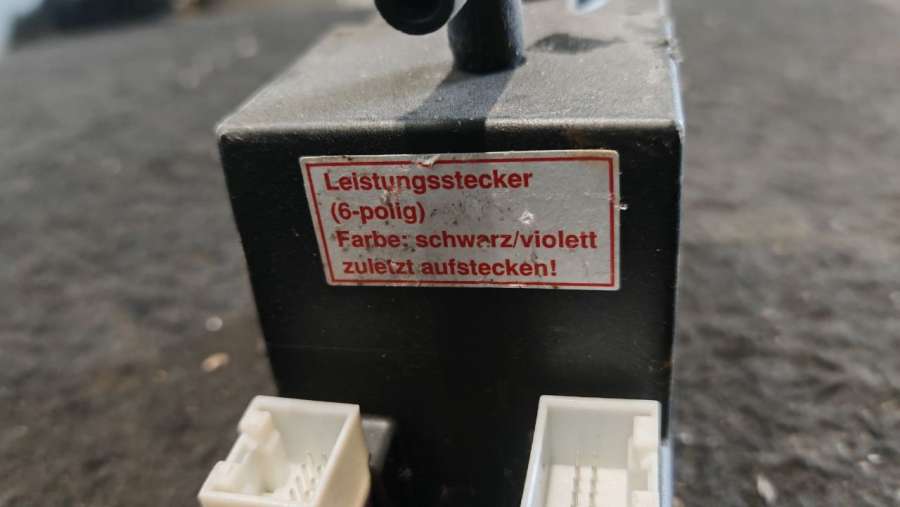 Leistungsstecker
(6-polig)
Farbe: schwarz/violett
zuletzt aufstecken!